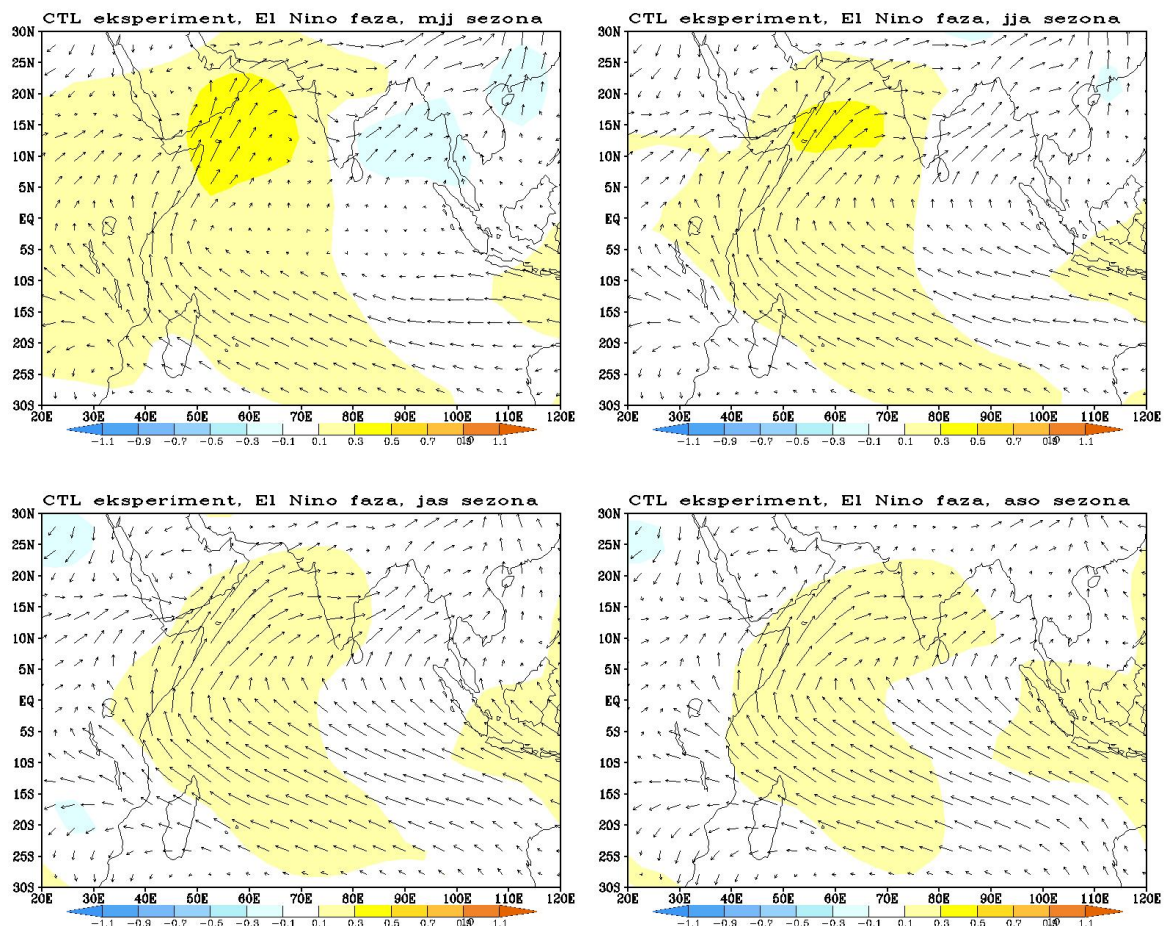 CTL eksperiment, El Nino faza, mjj sezona
30N
25N
20N
15N
10N
5N
EQ
5S
10S
15S
20S
25S
30S
20E 30E 40E 50E 60E 70E 80E 90E 100E 110E 120E
-1.1 -0.9 -0.7 -0.5 -0.3 -0.1 0.1 0.3 0.5 0.7 1.1
CTL eksperiment, El Nino faza, jja sezona
30N
25N
20N
15N
10N
5N
EQ
5S
10S
15S
20S
25S
30S
20E 30E 40E 50E 60E 70E 80E 90E 100E 110E 120E
-1.1 -0.9 -0.7 -0.5 -0.3 -0.1 0.1 0.3 0.5 0.7 1.1
CTL eksperiment, El Nino faza, jas sezona
30N
25N
20N
15N
10N
5N
EQ
5S
10S
15S
20S
25S
30S
20E 30E 40E 50E 60E 70E 80E 90E 100E 110E 120E
-1.1 -0.9 -0.7 -0.5 -0.3 -0.1 0.1 0.3 0.5 0.7 1.1
CTL eksperiment, El Nino faza, aso sezona
30N
25N
20N
15N
10N
5N
EQ
5S
10S
15S
20S
25S
30S
20E 30E 40E 50E 60E 70E 80E 90E 100E 110E 120E
-1.1 -0.9 -0.7 -0.5 -0.3 -0.1 0.1 0.3 0.5 0.7 1.1